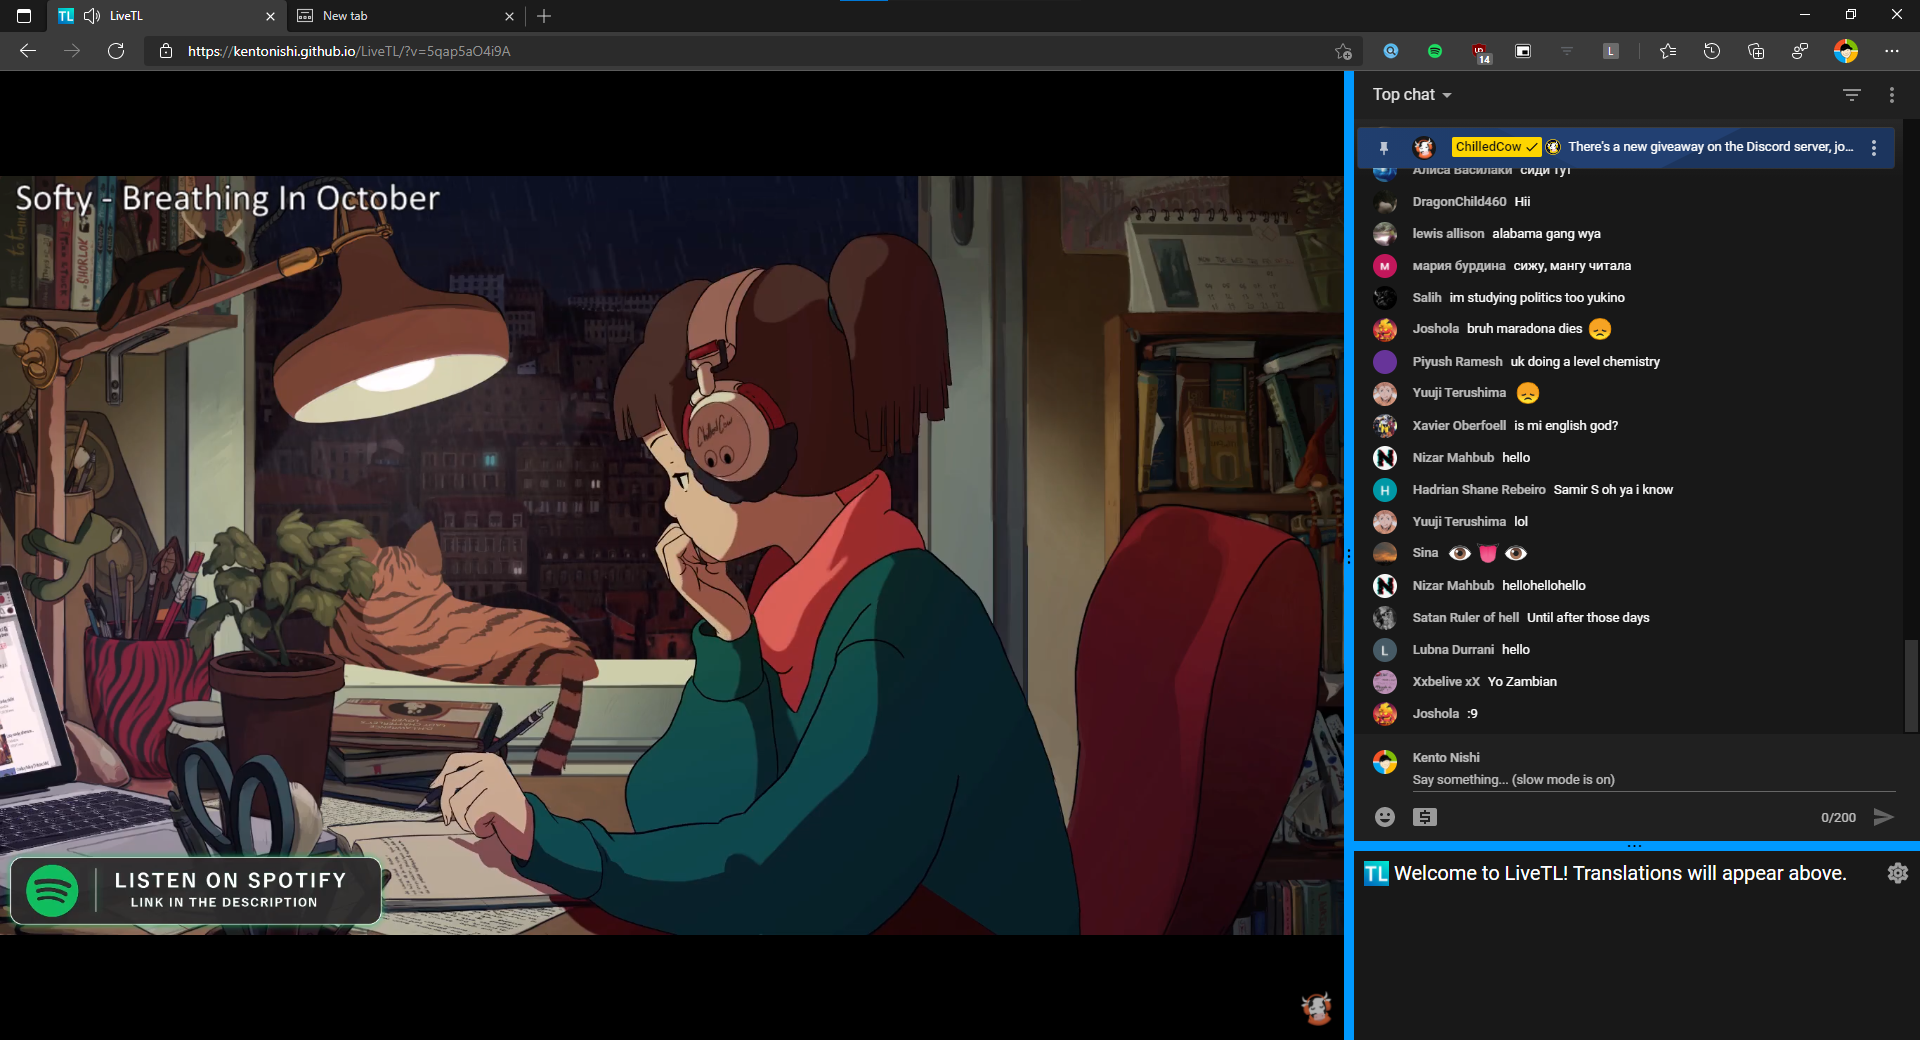 TL LiveTL
New tab
https://kentonishi.github.io/LiveTL/?v=5qap5aO4i9A
14
L
Top chat
ChilledCow There's a new giveaway on the Discord server, jo...
Алиса Василаки сиди тут
DragonChild460 Hii
lewis allison alabama gang wya
M мария бурдина сижу, мангу читала
Salih im studying politics too yukino
Joshola bruh maradona dies 😞
Piyush Ramesh uk doing a level chemistry
Yuuji Terushima 😞
Xavier Oberfoell is mi english god?
N Nizar Mahbub hello
H Hadrian Shane Rebeiro Samir S oh ya i know
Yuuji Terushima lol
Sina 👁👅👁
N Nizar Mahbub hellohellohello
Satan Ruler of hell Until after those days
L Lubna Durrani hello
Xxbelive xX Yo Zambian
Joshola :9
Kento Nishi
Say something... (slow mode is on)
0/200
TL Welcome to LiveTL! Translations will appear above.
Softy - Breathing In October
SHORLOK
ChilledCow
LISTEN ON SPOTIFY
LINK IN THE DESCRIPTION